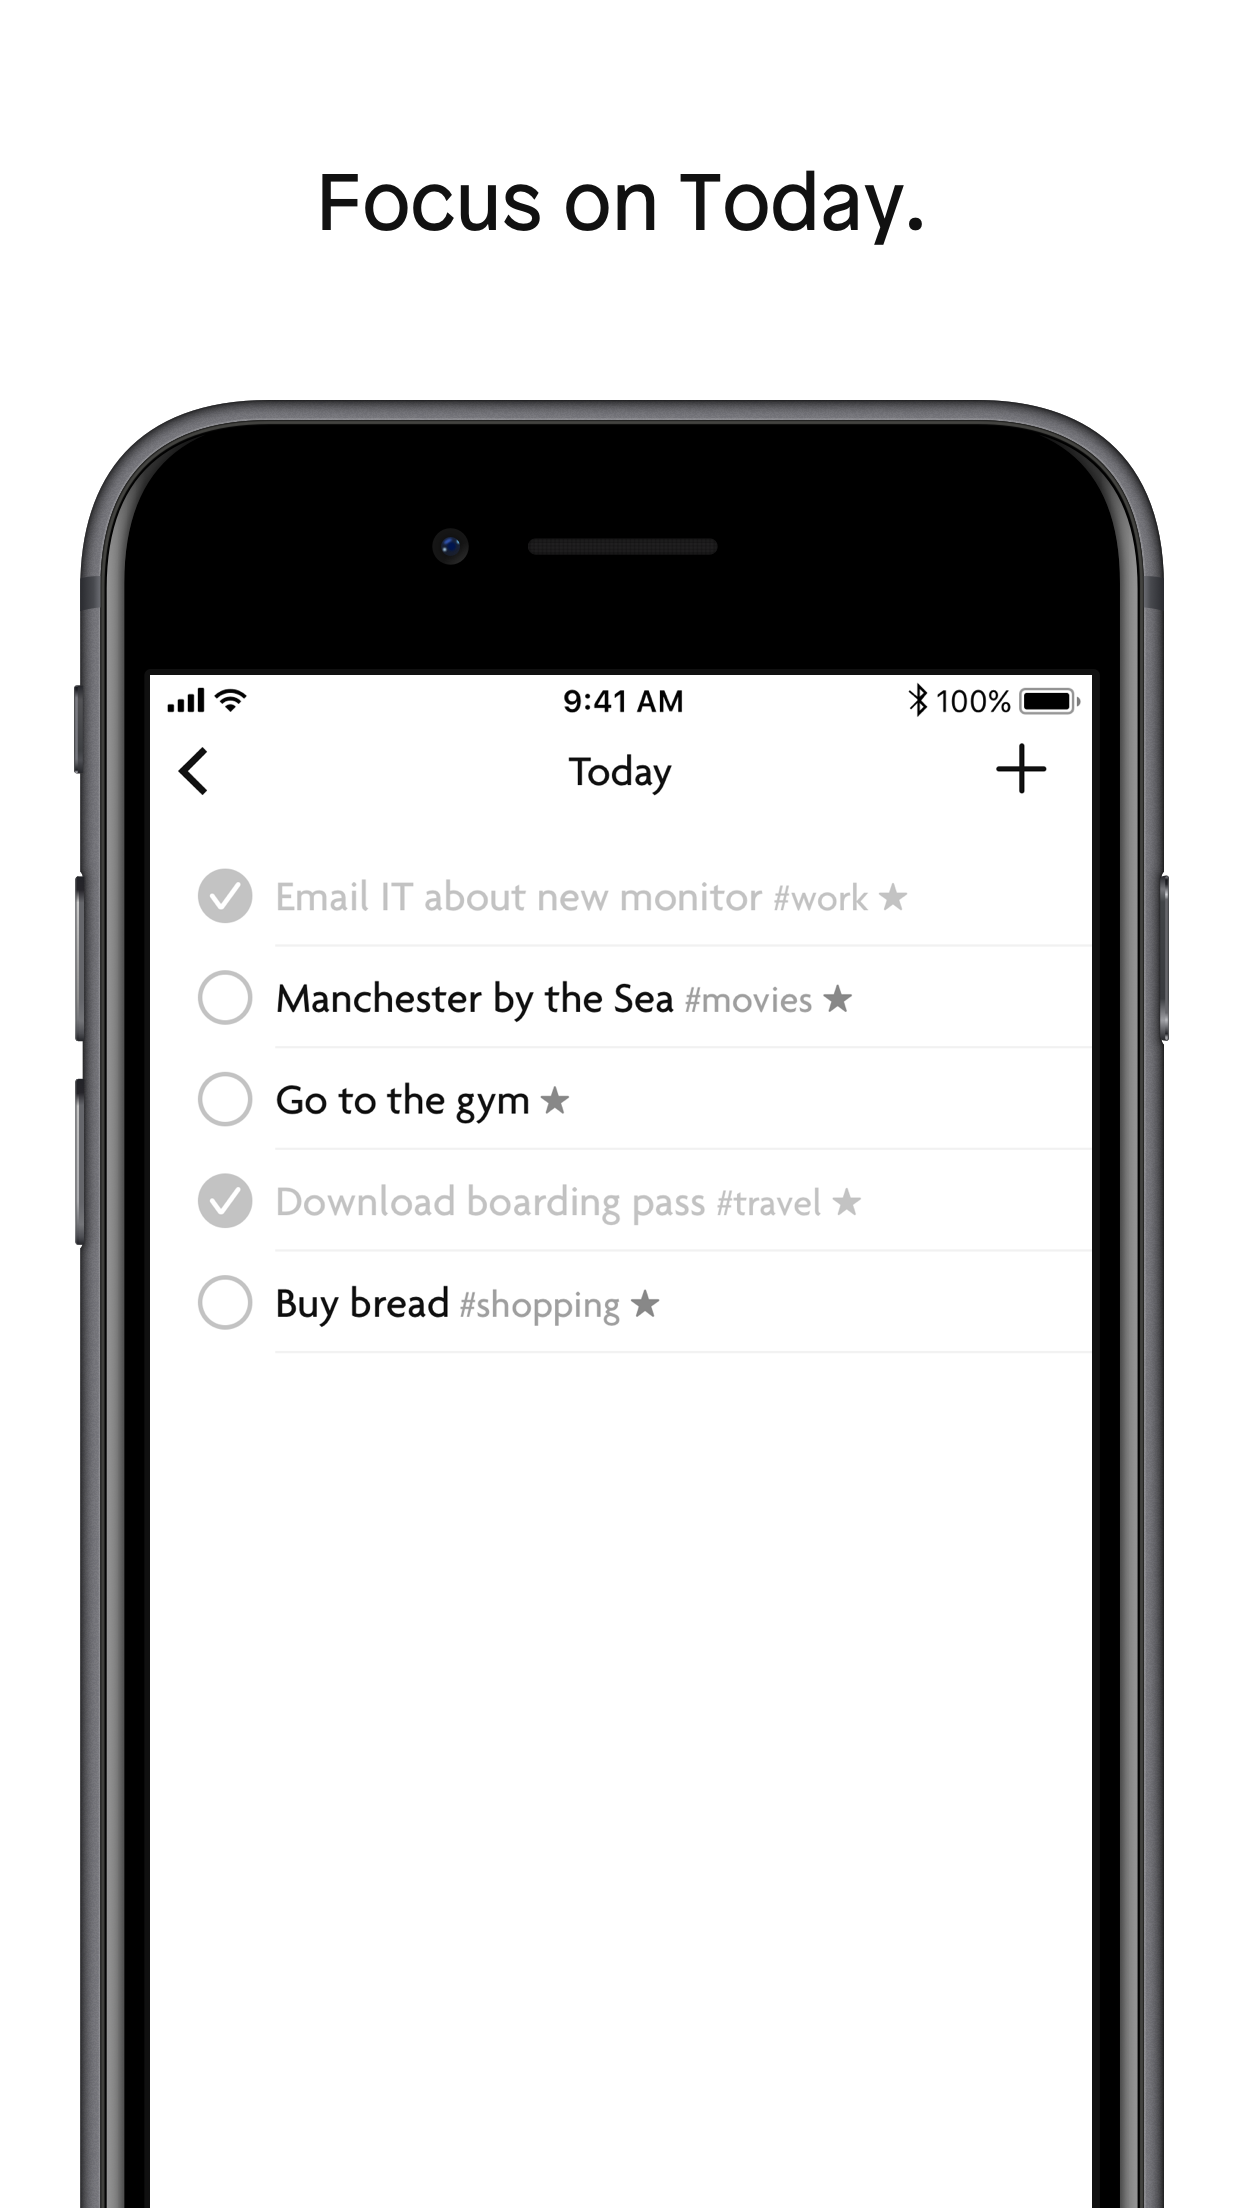 Focus on Today.
9:41 AM
100%
Today
Email IT about new monitor #work ★
Manchester by the Sea #movies ★
Go to the gym ★
Download boarding pass #travel ★
Buy bread #shopping ★